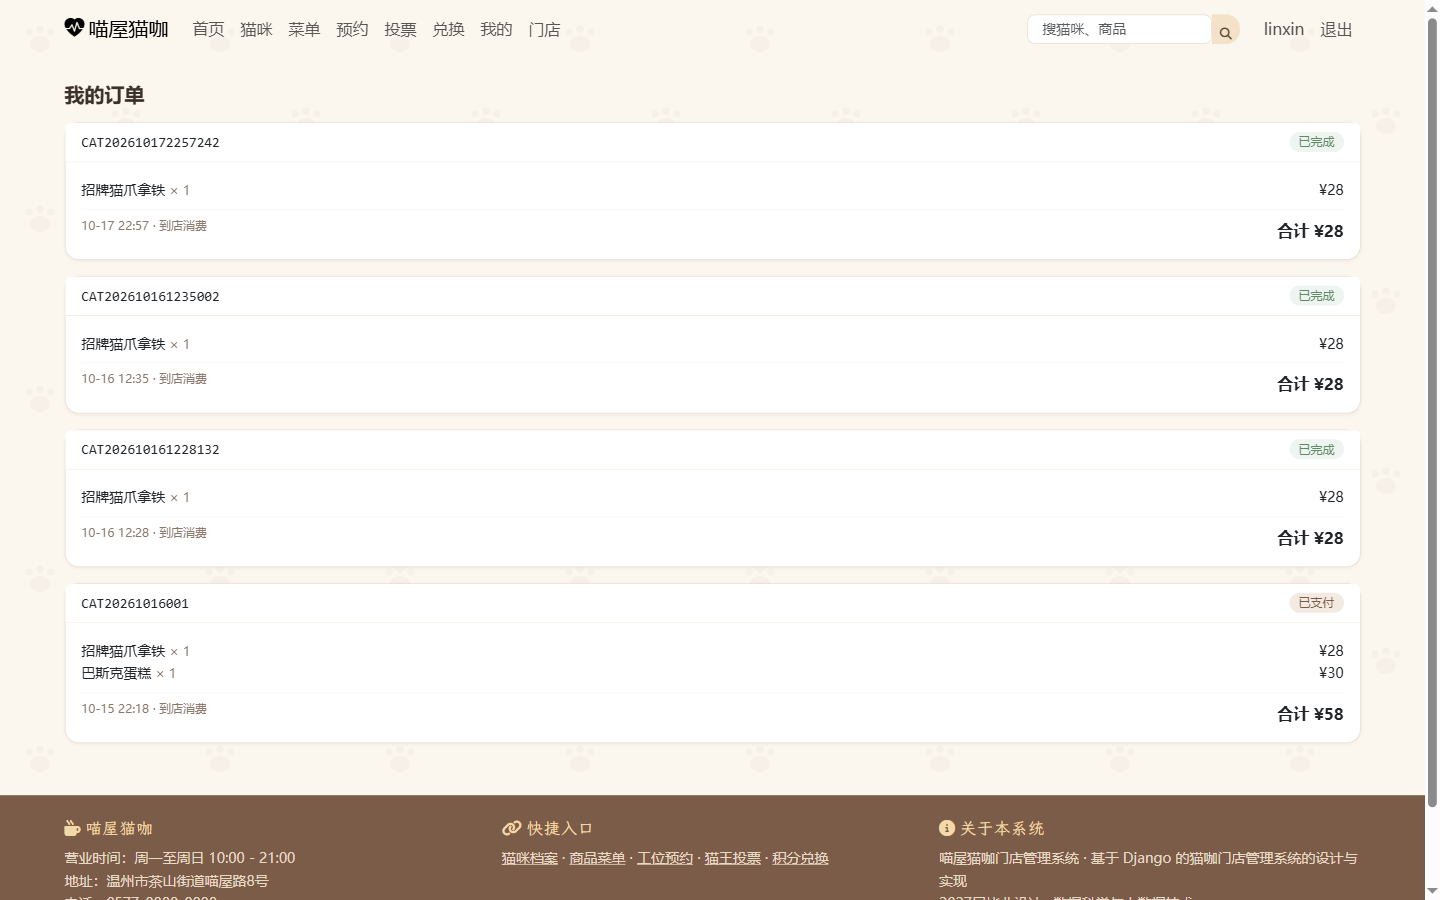 喵屋猫咖 首页 猫咪 菜单 预约 投票 兑换 我的 门店 搜猫咪、商品 linxin 退出
我的订单
CAT202610172257242 已完成
招牌猫爪拿铁 × 1 ¥28
10-17 22:57 · 到店消费 合计 ¥28
CAT202610161235002 已完成
招牌猫爪拿铁 × 1 ¥28
10-16 12:35 · 到店消费 合计 ¥28
CAT202610161228132 已完成
招牌猫爪拿铁 × 1 ¥28
10-16 12:28 · 到店消费 合计 ¥28
CAT20261016001 已支付
招牌猫爪拿铁 × 1 ¥28
巴斯克蛋糕 × 1 ¥30
10-15 22:18 · 到店消费 合计 ¥58
喵屋猫咖
营业时间：周一至周日 10:00 - 21:00
地址：温州市茶山街道喵屋路8号
快捷入口
猫咪档案 · 商品菜单 · 工位预约 · 猫王投票 · 积分兑换
关于本系统
喵屋猫咖门店管理系统 · 基于 Django 的猫咖门店管理系统的设计与
实现